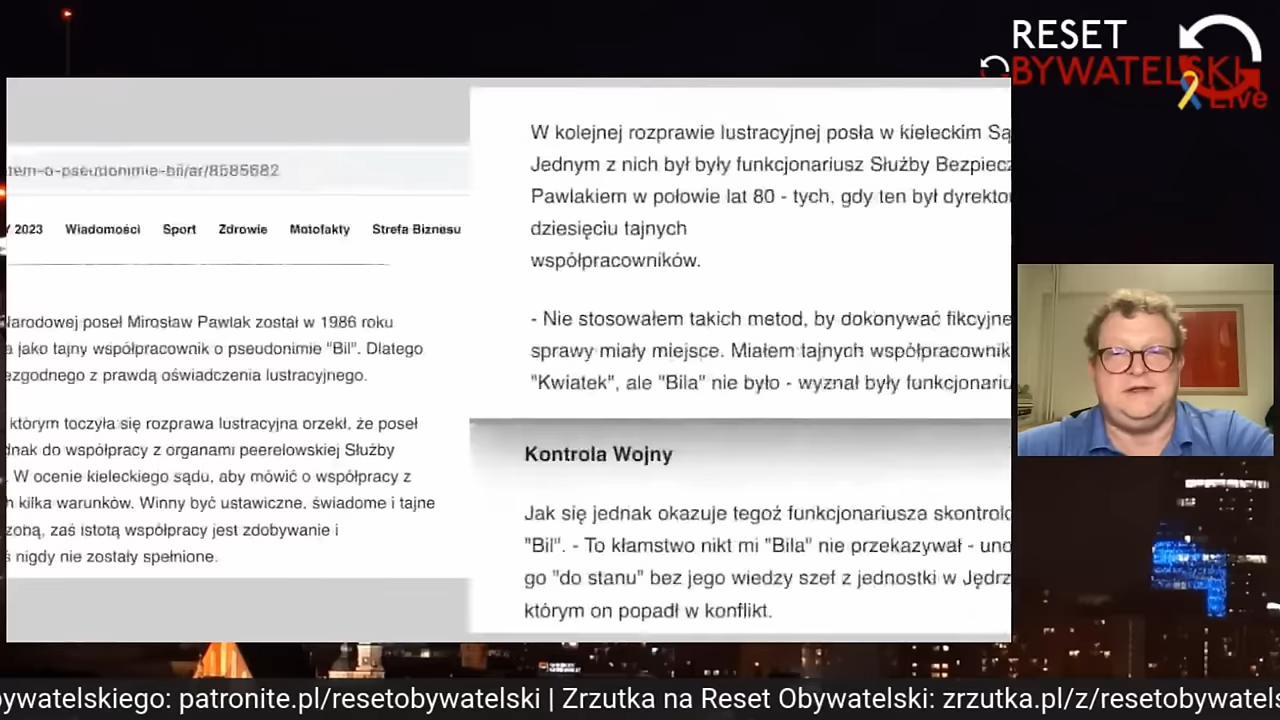 RESET
OBYWATELSKI
Live
tem-o-pseudonimie-bil/ar/8585682
2023 Wiadomości Sport Zdrowie Motofakty Strefa Biznesu
Narodowej poseł Mirosław Pawlak został w 1986 roku
jako tajny współpracownik o pseudonimie "Bil". Dlatego
ezgodnego z prawdą oświadczenia lustracyjnego.
którym toczyła się rozprawa lustracyjna orzekł, że poseł
dnak do współpracy z organami peerelowskiej Służby
. W ocenie kieleckiego sądu, aby mówić o współpracy z
kilka warunków. Winny być ustawiczne, świadome i tajne
zoną, zaś istotą współpracy jest zdobywanie i
nigdy nie zostały spełnione.
W kolejnej rozprawie lustracyjnej posła w kieleckim Są
Jednym z nich był były funkcjonariusz Służby Bezpiecz
Pawlakiem w połowie lat 80 - tych, gdy ten był dyrekto
dziesięciu tajnych
współpracowników.
- Nie stosowałem takich metod, by dokonywać fikcyjne
sprawy miały miejsce. Miałem tajnych współpracownik
"Kwiatek", ale "Bila" nie było - wyznał były funkcjonariu
Kontrola Wojny
Jak się jednak okazuje tegoż funkcjonariusza skontrolo
"Bil". - To kłamstwo nikt mi "Bila" nie przekazywał - uno
go "do stanu" bez jego wiedzy szef z jednostki w Jędrz
którym on popadł w konflikt.
bywatelskiego: patronite.pl/resetobywatelski | Zrzutka na Reset Obywatelski: zrzutka.pl/z/resetobywatels